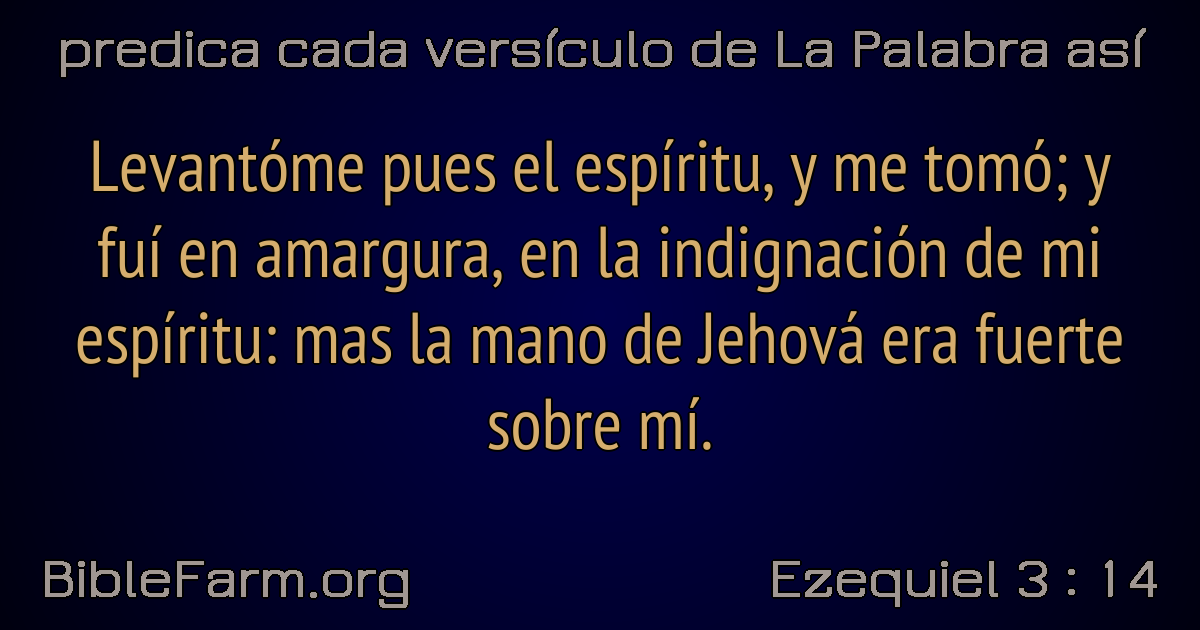 predica cada versículo de La Palabra así
Levantóme pues el espíritu, y me tomó; y
fuí en amargura, en la indignación de mi
espíritu: mas la mano de Jehová era fuerte
sobre mí.
BibleFarm.org
Ezequiel 3 : 14